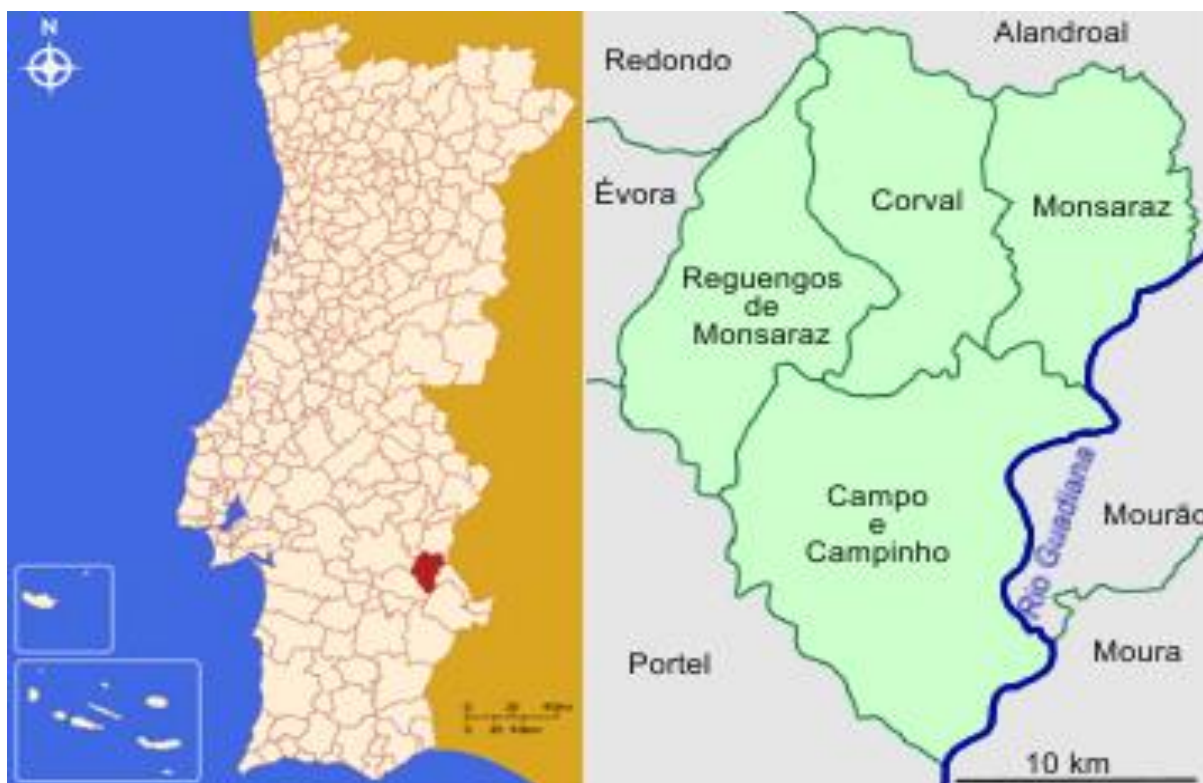 N
Redondo
Alandroal
Évora
Corval
Monsaraz
Reguengos
de
Monsaraz
Campo
e
Campinho
Rio Guadiana
Mourão
Portel
Moura
10 km